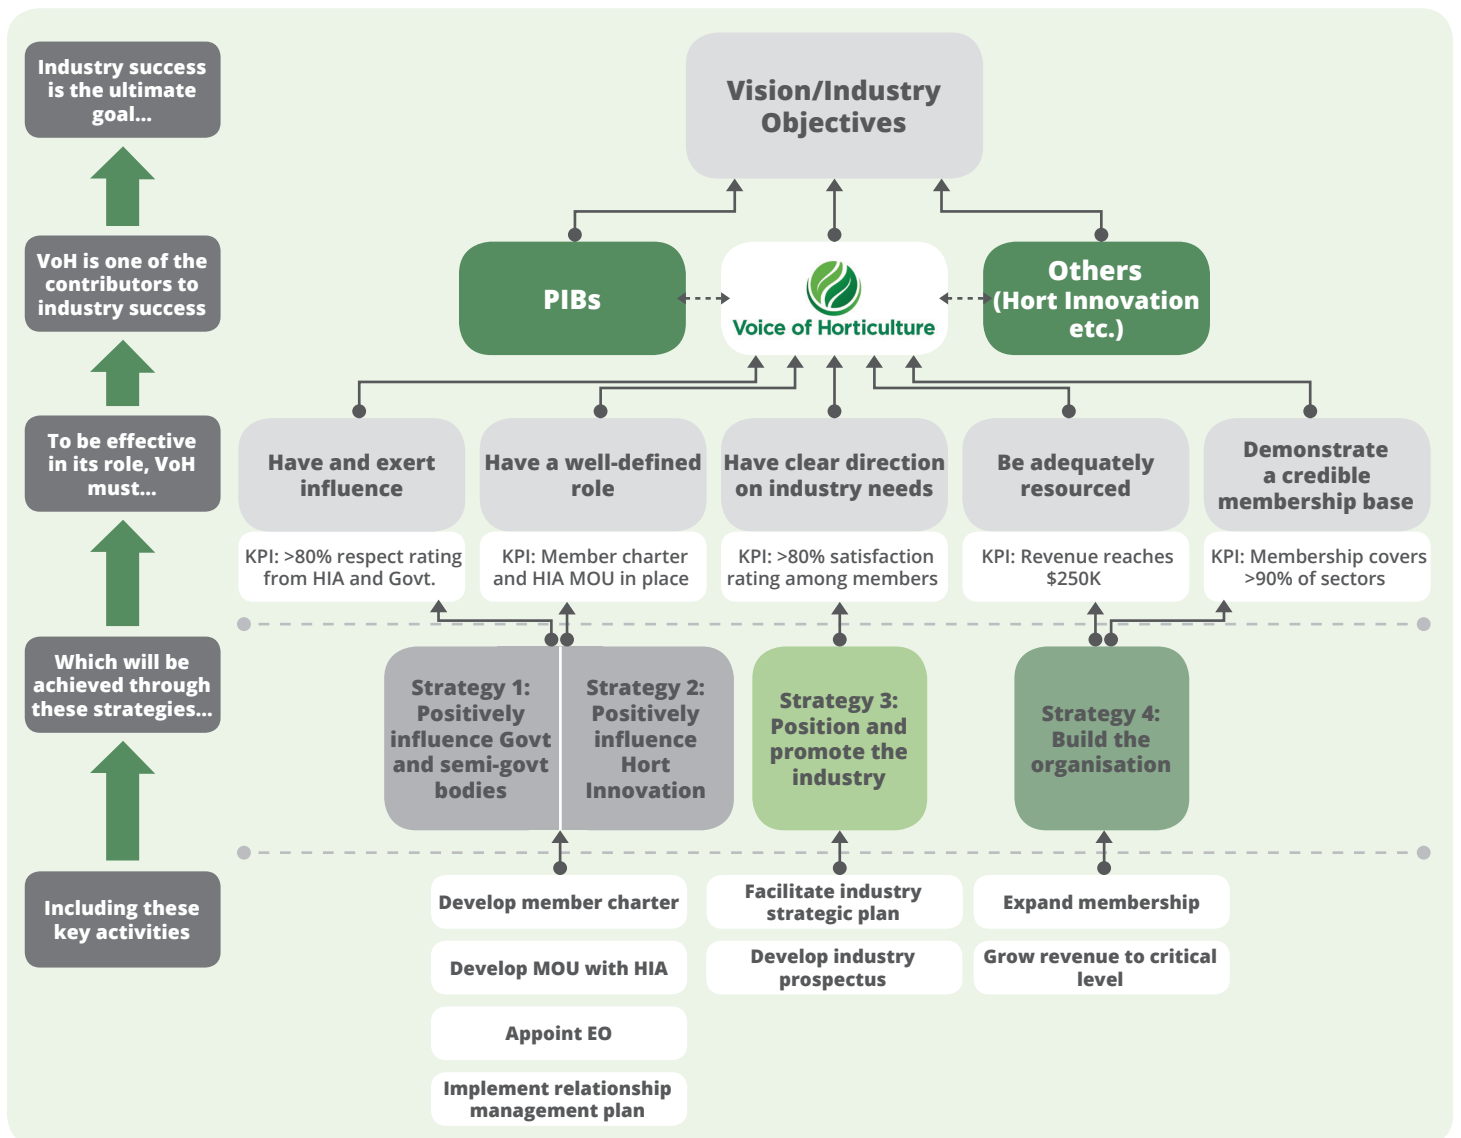 Industry success
is the ultimate
goal...
VoH is one of the
contributors to
industry success
To be effective
in its role, VoH
must...
Which will be
achieved through
these strategies...
Including these
key activities
Vision/Industry
Objectives
PIBs
Voice of Horticulture
Others
(Hort Innovation
etc.)
Have and exert
influence
KPI: >80% respect rating
from HIA and Govt.
Have a well-defined
role
KPI: Member charter
and HIA MOU in place
Have clear direction
on industry needs
KPI: >80% satisfaction
rating among members
Be adequately
resourced
KPI: Revenue reaches
$250K
Demonstrate
a credible
membership base
KPI: Membership covers
>90% of sectors
Strategy 1:
Positively
influence Govt
and semi-govt
bodies
Strategy 2:
Positively
influence
Hort
Innovation
Strategy 3:
Position and
promote the
industry
Strategy 4:
Build the
organisation
Develop member charter
Develop MOU with HIA
Appoint EO
Implement relationship
management plan
Facilitate industry
strategic plan
Develop industry
prospectus
Expand membership
Grow revenue to critical
level